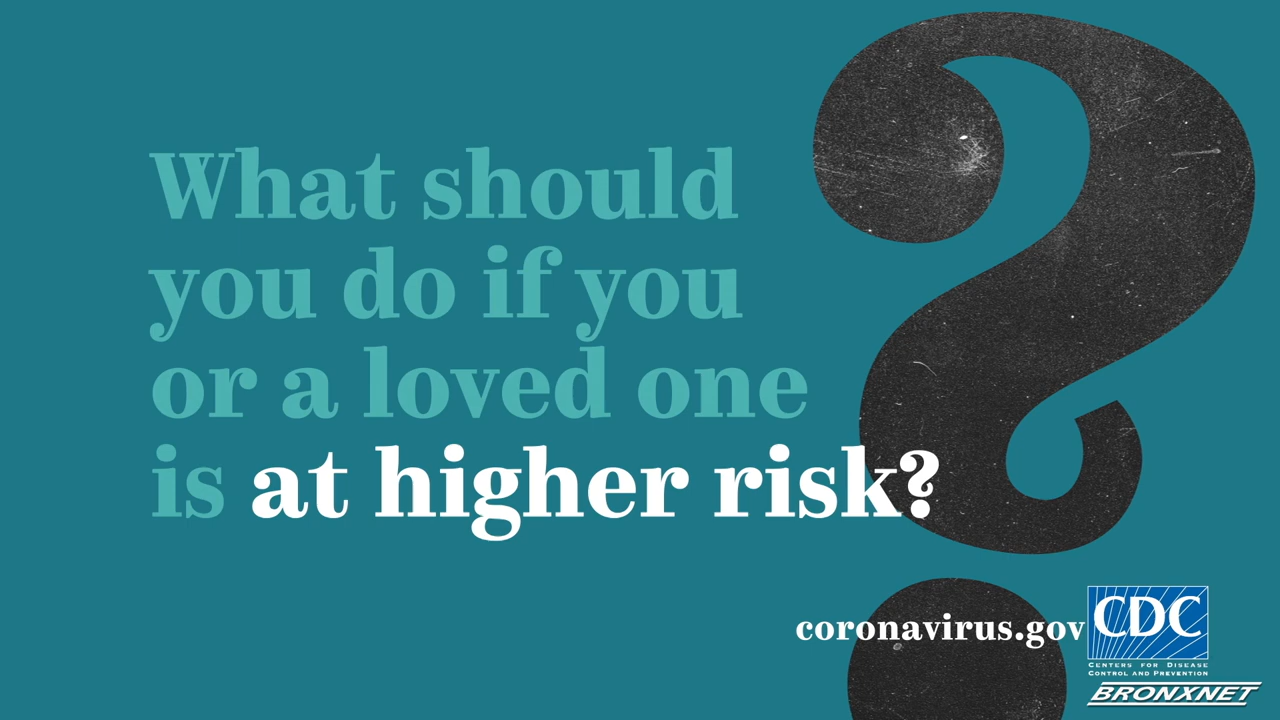 What should
you do if you
or a loved one
is at higher risk?
coronavirus.gov
CDC
CENTERS FOR DISEASE
CONTROL AND PREVENTION
BRONXNET